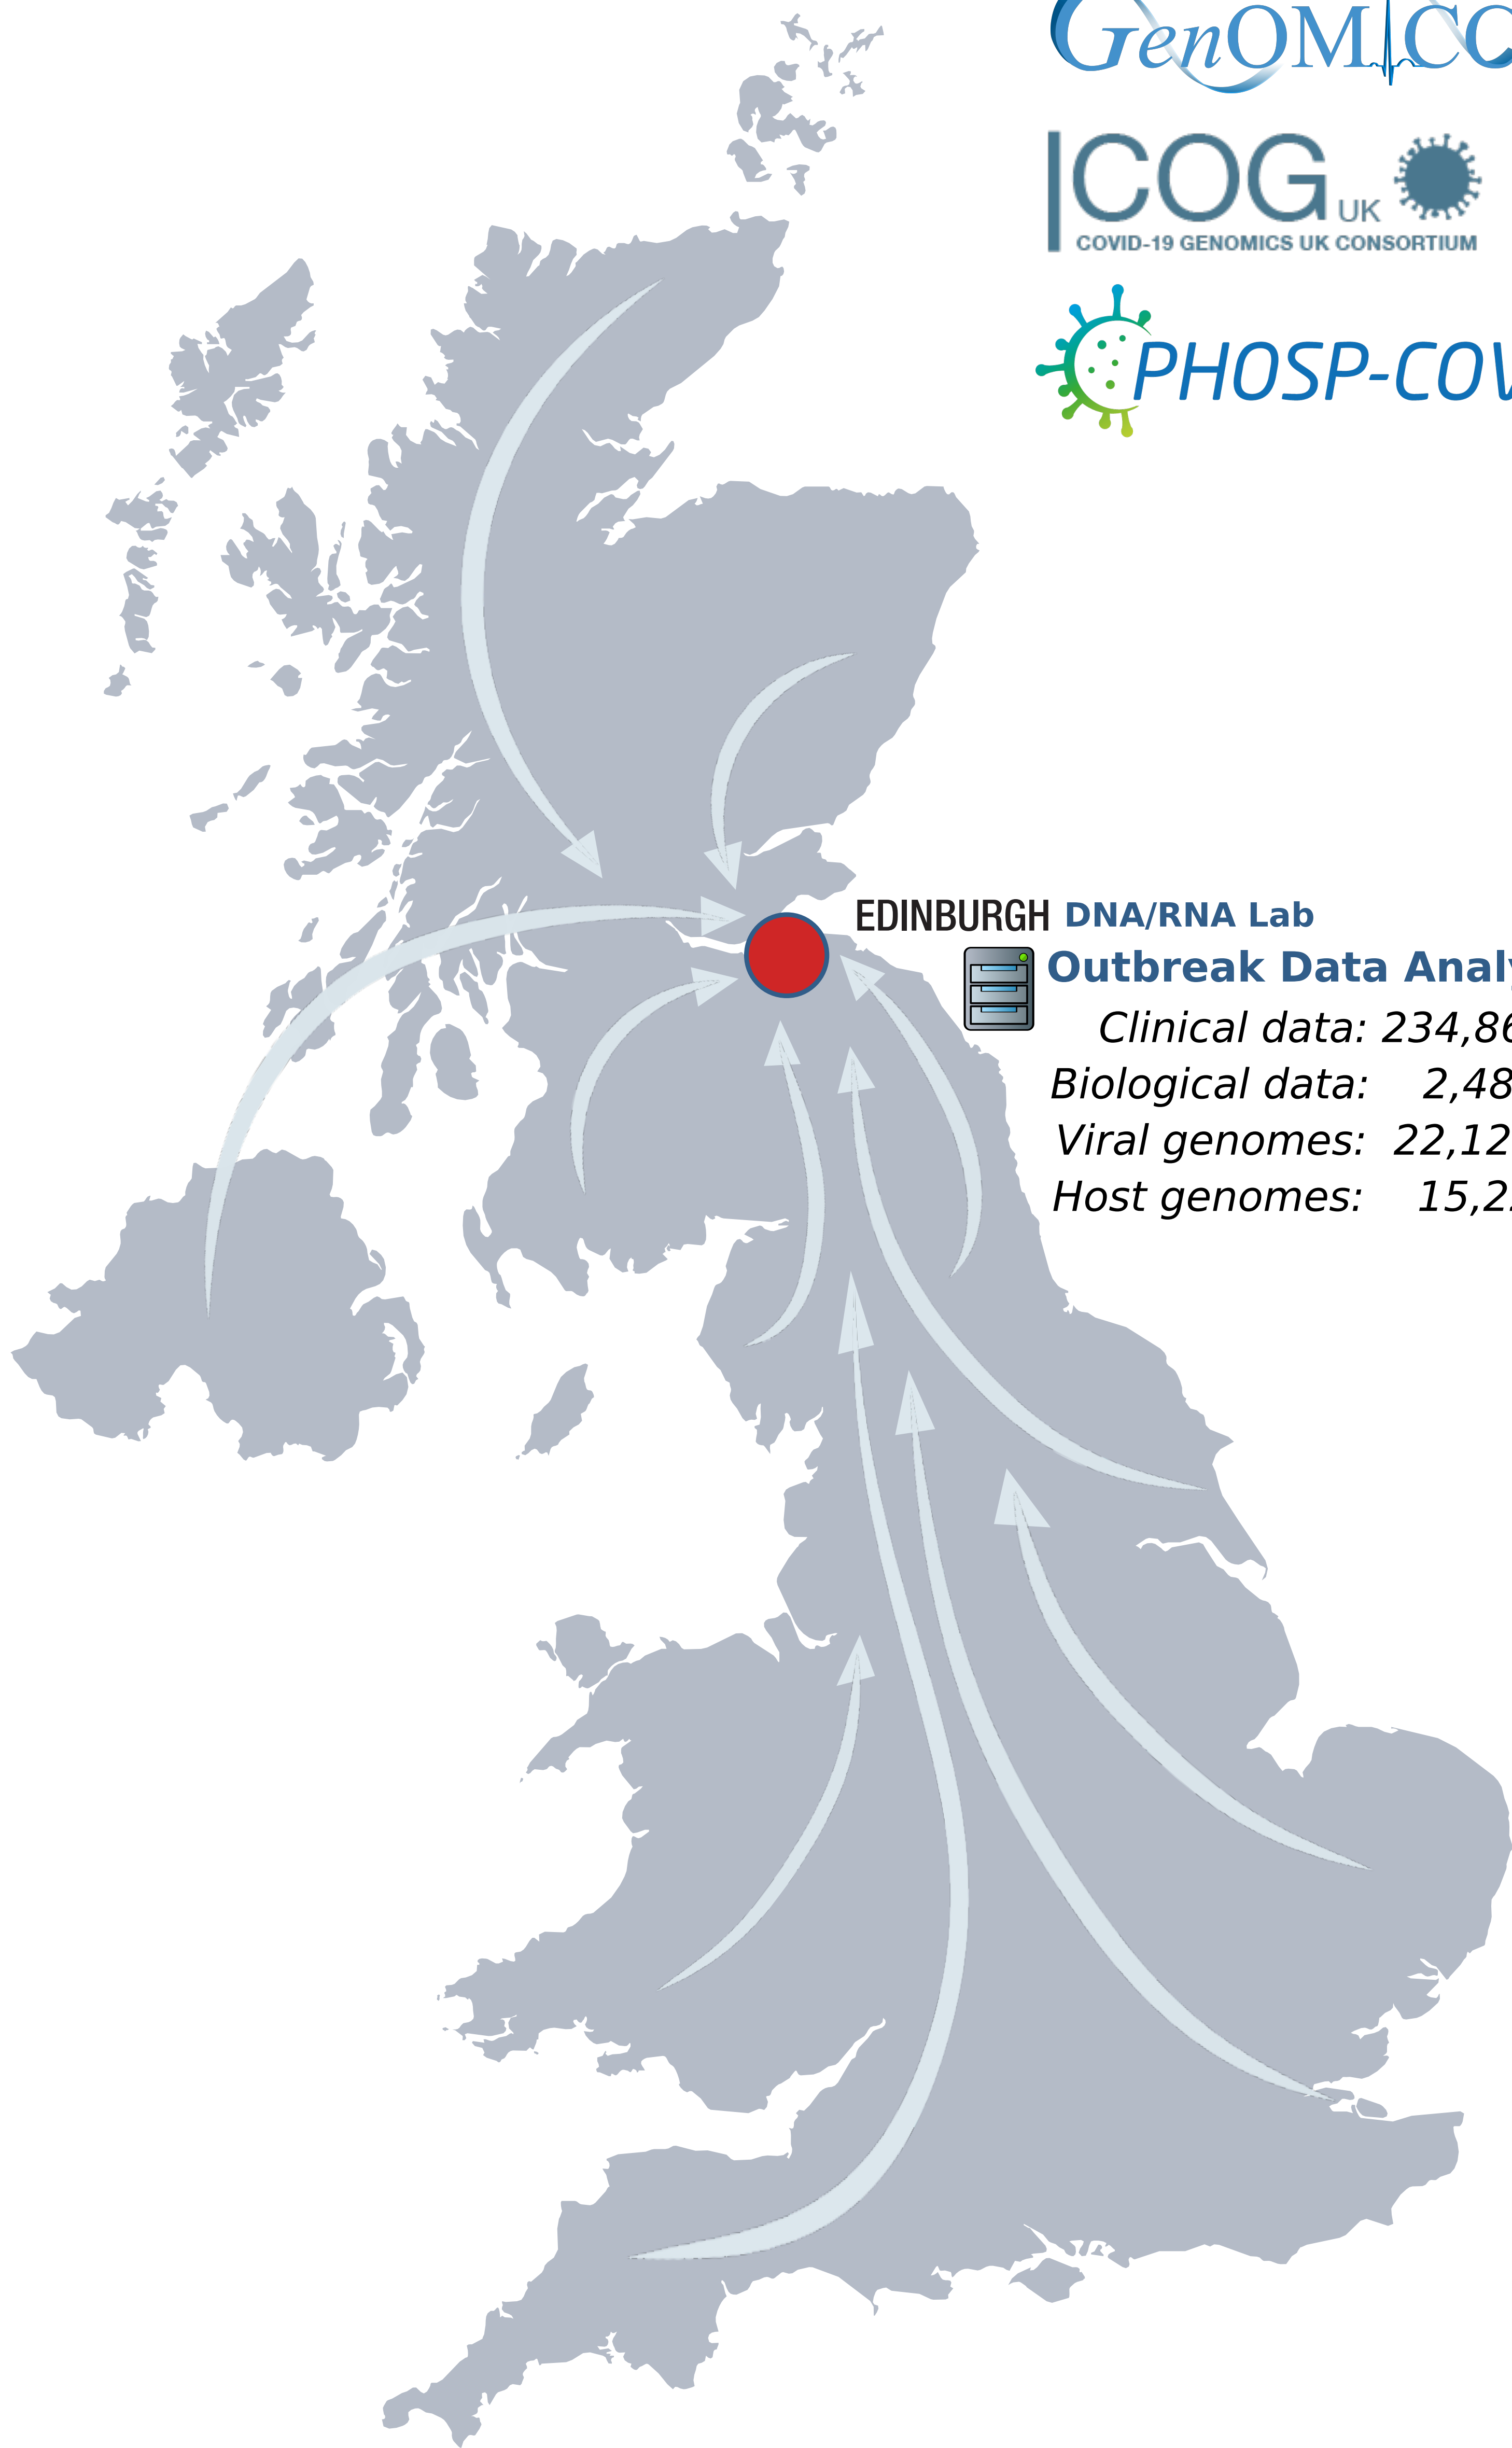 GenOMICC
COG UK
COVID-19 GENOMICS UK CONSORTIUM
PHOSP-COV
EDINBURGH DNA/RNA Lab
Outbreak Data Analy
Clinical data: 234,86
Biological data: 2,48
Viral genomes: 22,12
Host genomes: 15,2